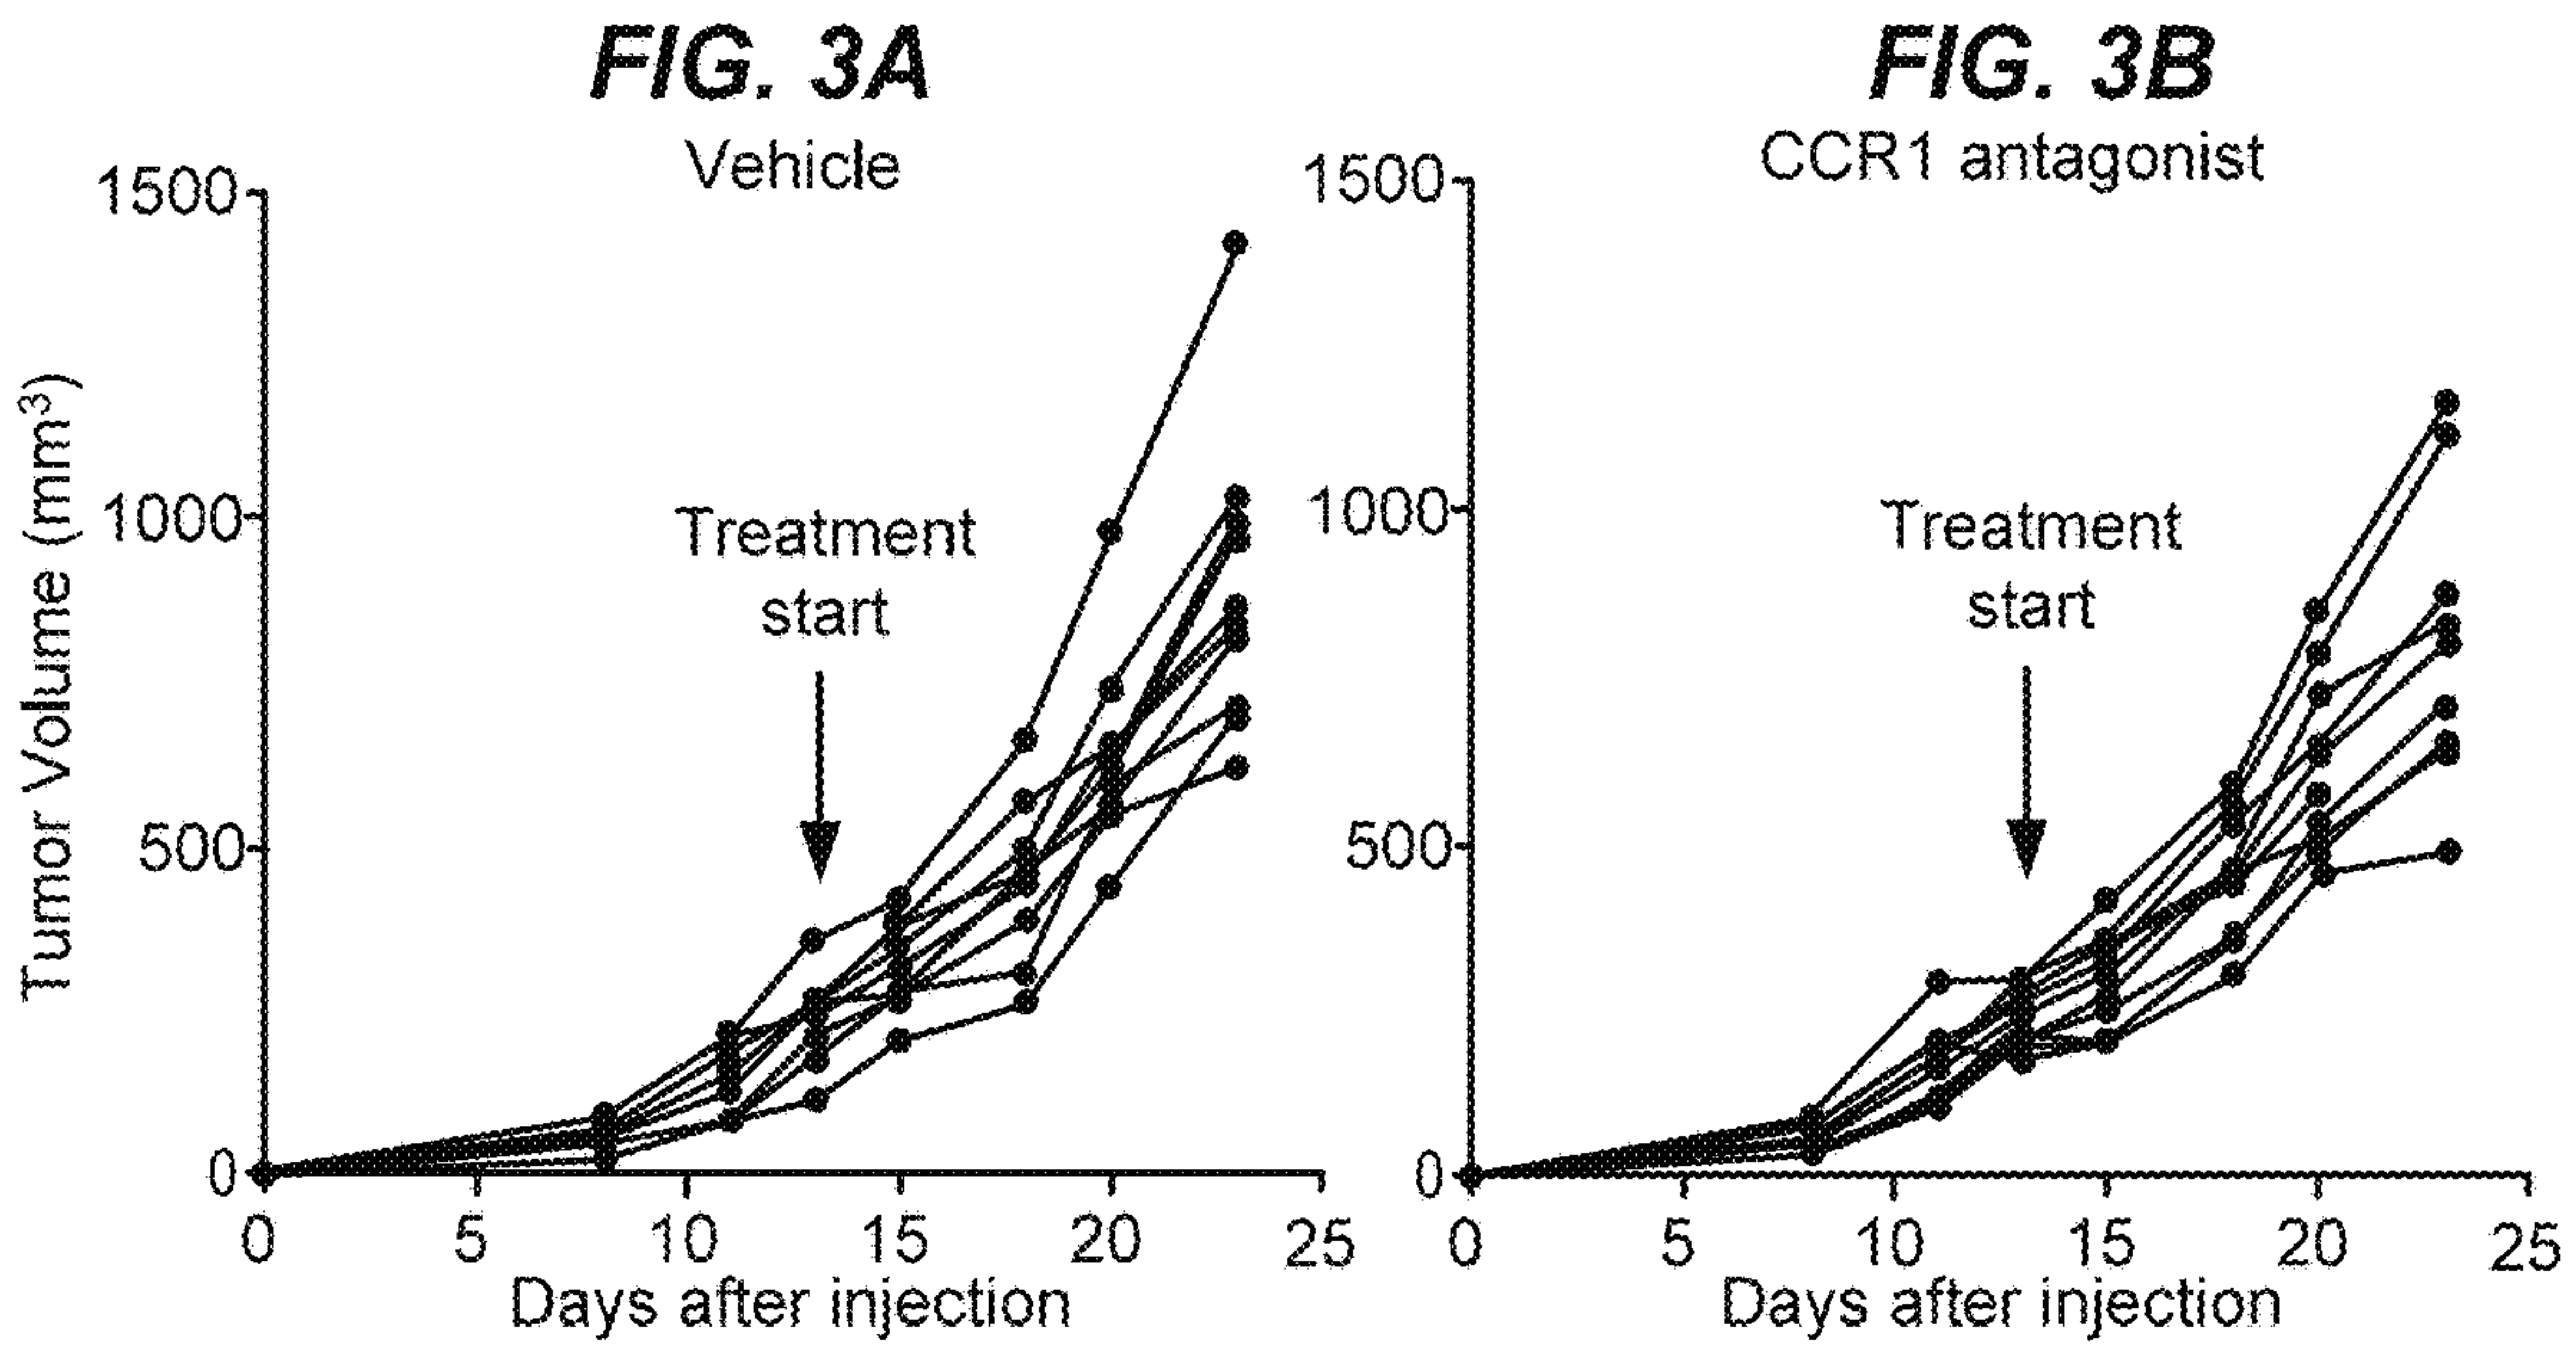 FIG. 3A
Vehicle
Tumor Volume (mm³)
1500
1000
500
0
Treatment
start
0 5 10 15 20 25
Days after injection
FIG. 3B
CCR1 antagonist
1500
1000
500
0
Treatment
start
0 5 10 15 20 25
Days after injection